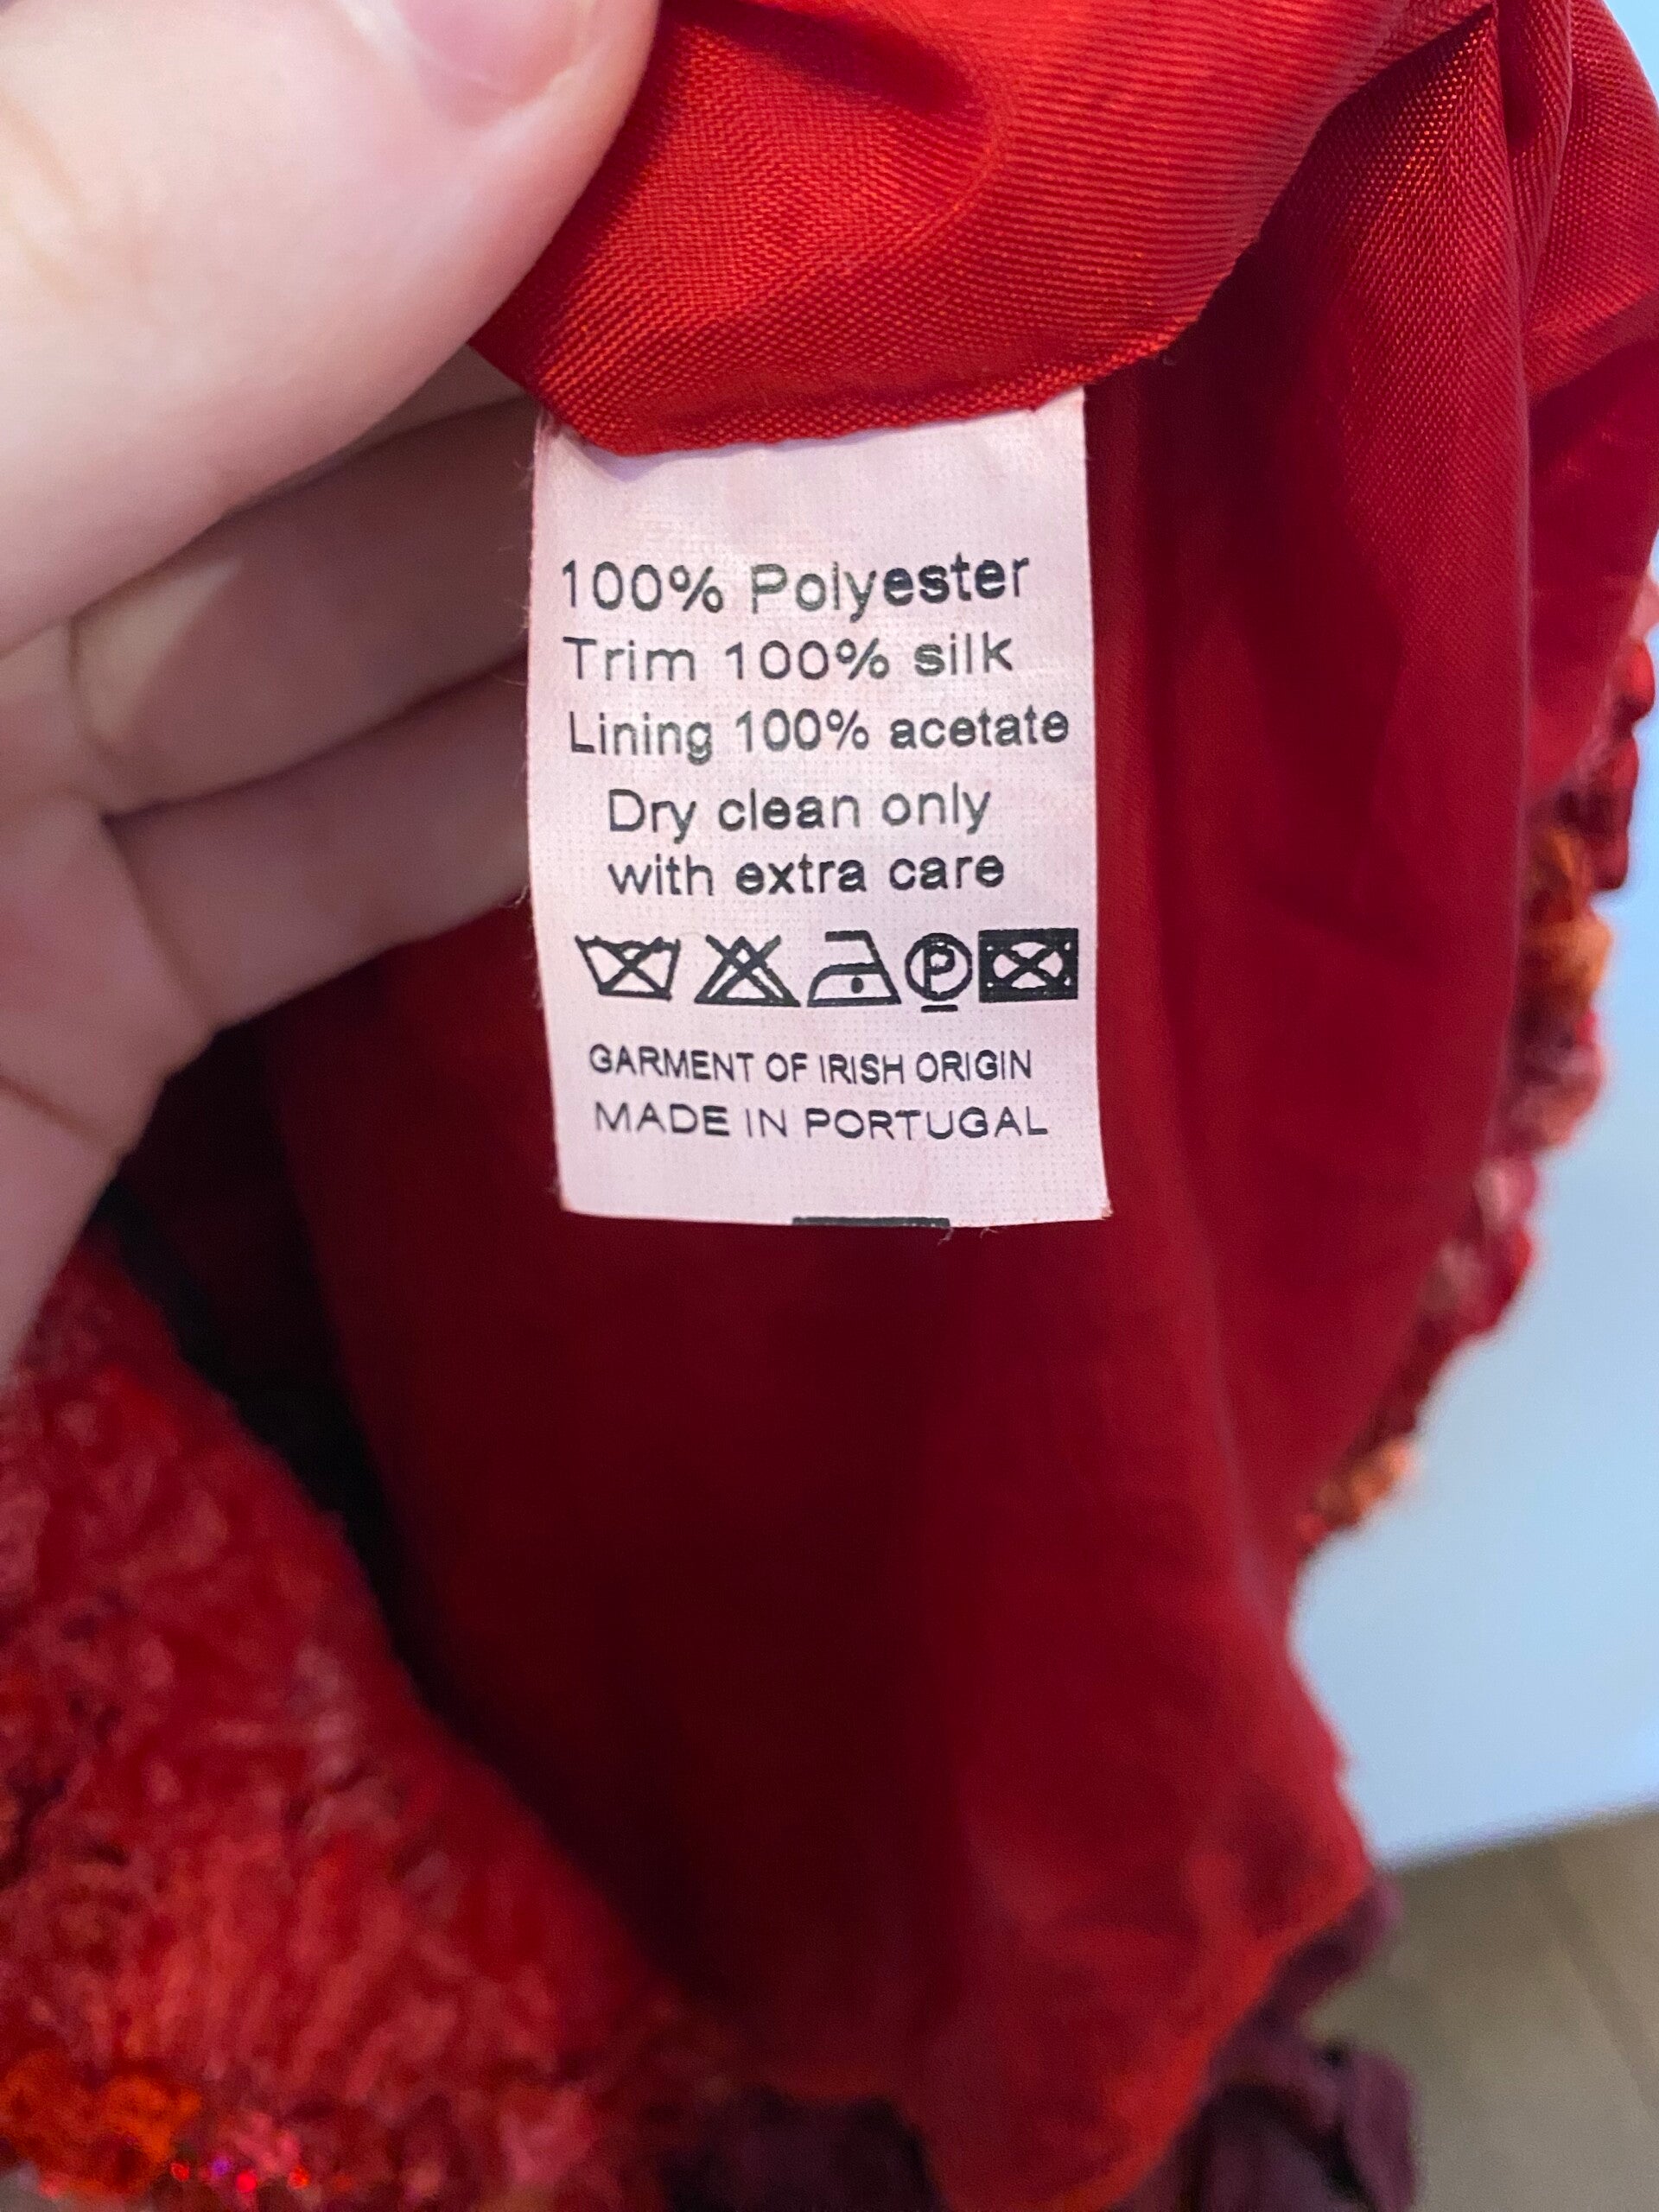 100% Polyester
Trim 100% silk
Lining 100% acetate
Dry clean only
with extra care
P
GARMENT OF IRISH ORIGIN
MADE IN PORTUGAL